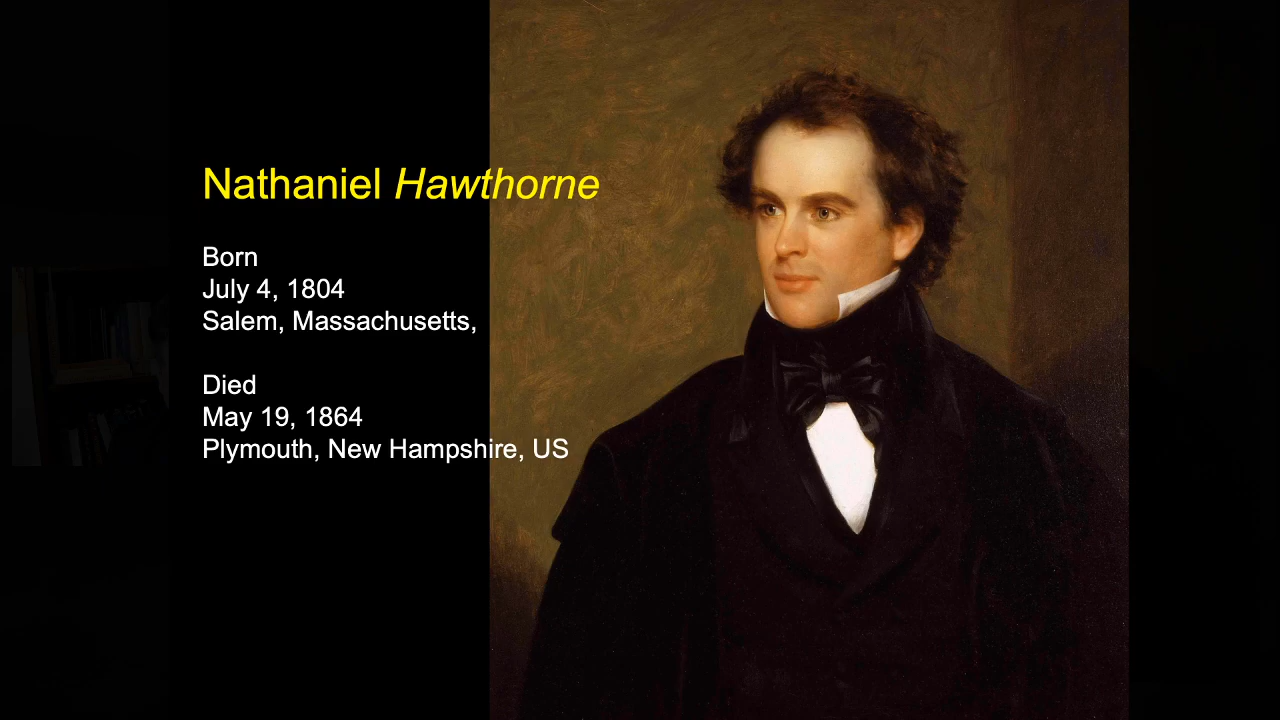 Nathaniel Hawthorne
Born
July 4, 1804
Salem, Massachusetts,
Died
May 19, 1864
Plymouth, New Hampshire, US